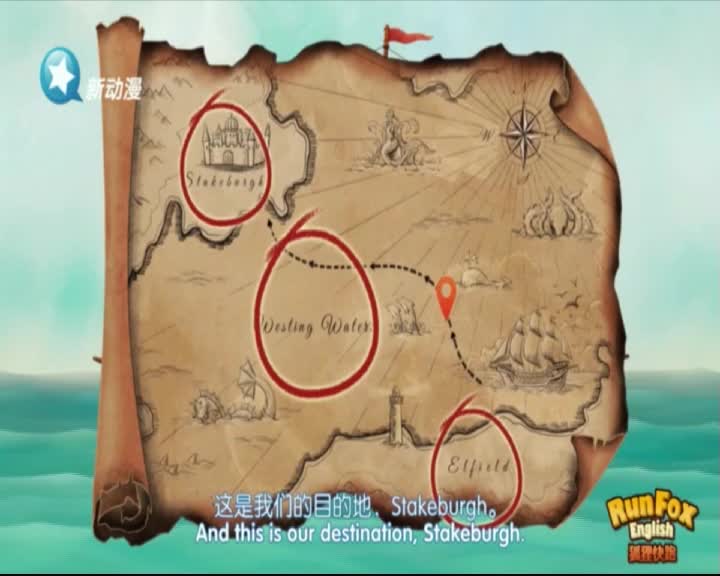 新动漫
Stakeburgh
W
Westing Water
Elfield
这是我们的目的地，Stakeburgh。
And this is our destination, Stakeburgh.
RunFox
English
狐狸快跑